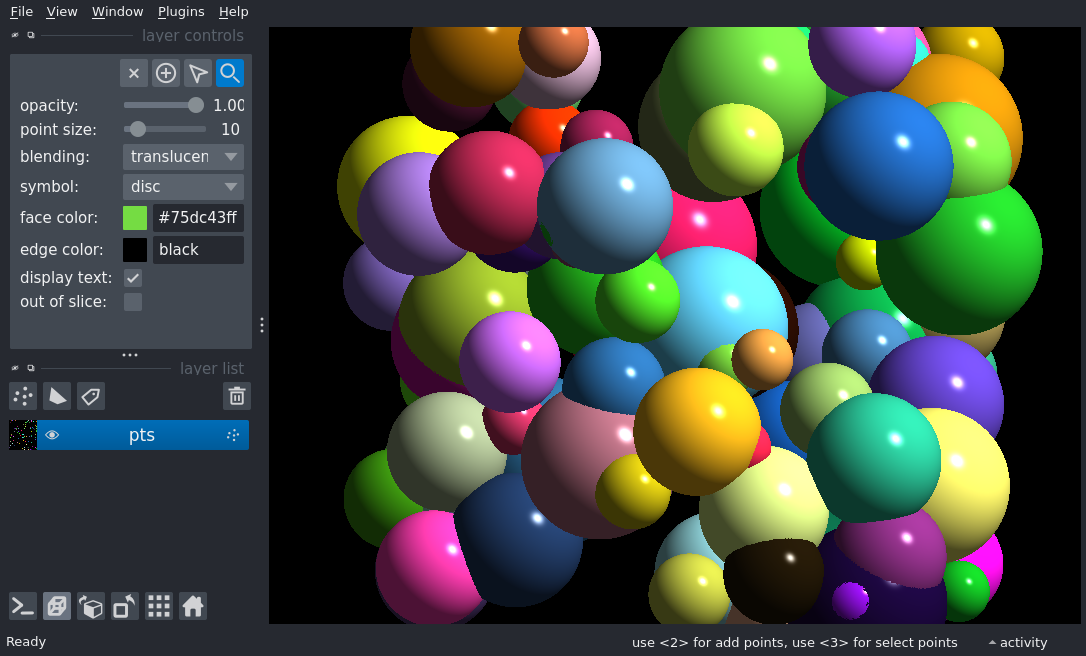 File View Window Plugins Help
layer controls
opacity: 1.00
point size: 10
blending: translucen
symbol: disc
face color: #75dc43ff
edge color: black
display text:
out of slice:
layer list
pts
Ready use <2> for add points, use <3> for select points activity